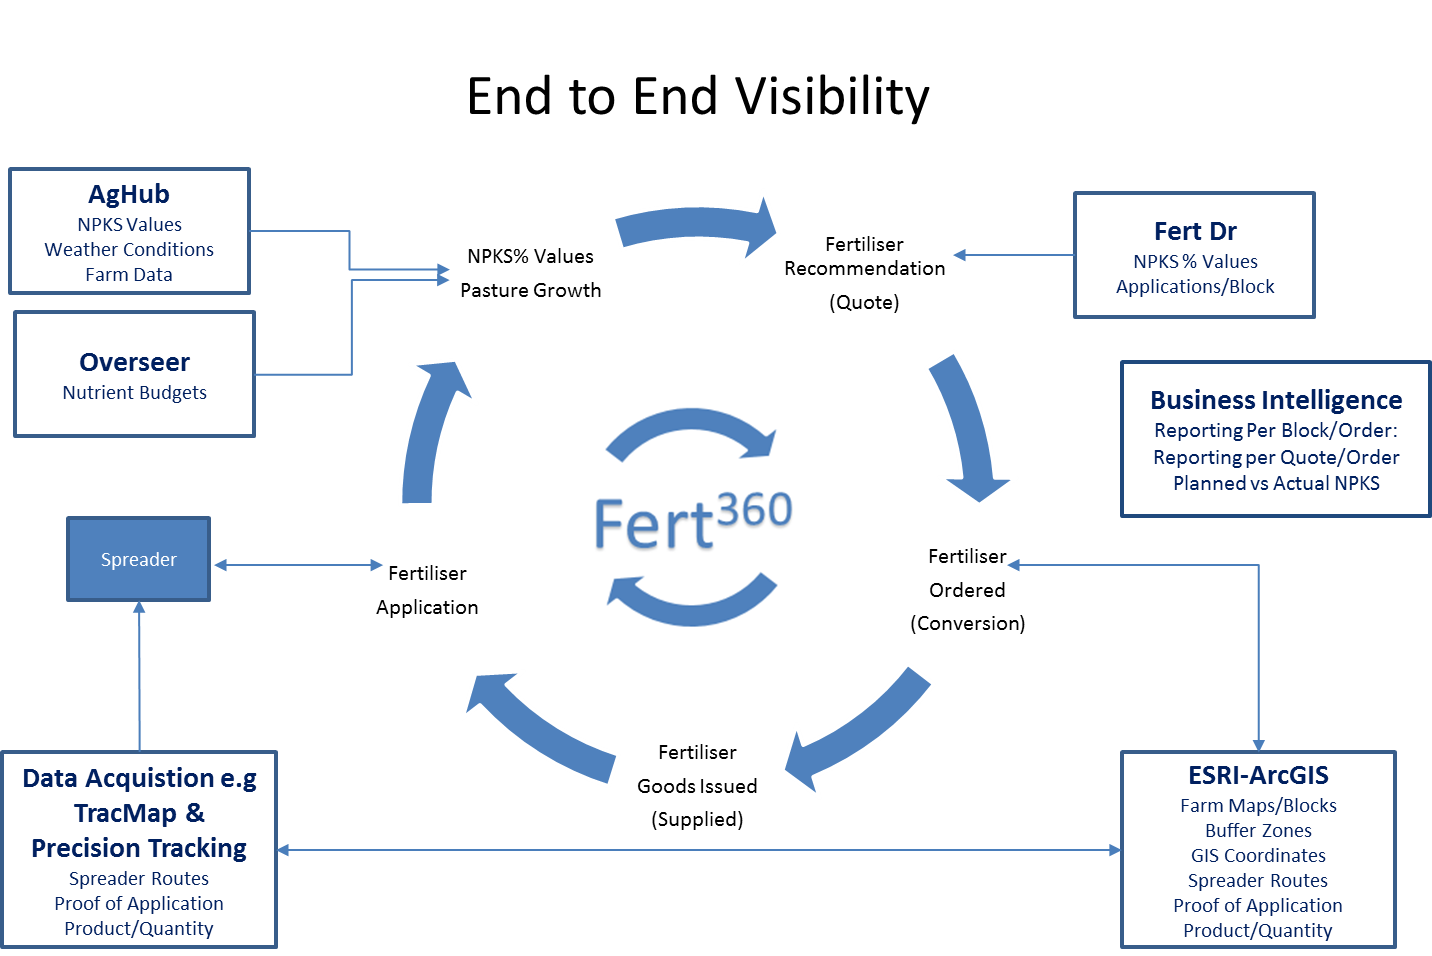 End to End Visibility
AgHub
NPKS Values
Weather Conditions
Farm Data
Overseer
Nutrient Budgets
NPKS% Values
Pasture Growth
Fertiliser
Recommendation
(Quote)
Fert Dr
NPKS % Values
Applications/Block
Business Intelligence
Reporting Per Block/Order:
Reporting per Quote/Order
Planned vs Actual NPKS
Fert360
Spreader
Fertiliser
Application
Fertiliser
Ordered
(Conversion)
Fertiliser
Goods Issued
(Supplied)
Data Acquistion e.g
TracMap &
Precision Tracking
Spreader Routes
Proof of Application
Product/Quantity
ESRI-ArcGIS
Farm Maps/Blocks
Buffer Zones
GIS Coordinates
Spreader Routes
Proof of Application
Product/Quantity